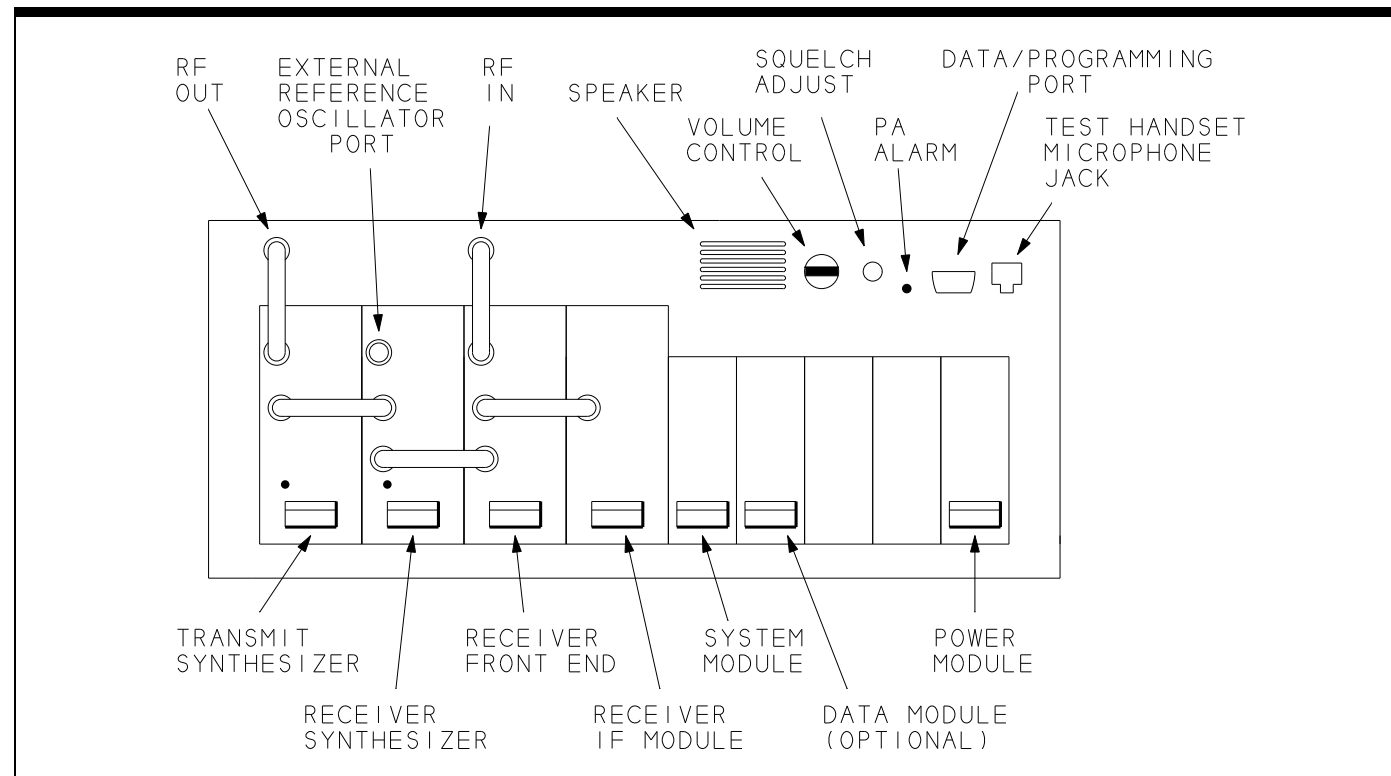 RF
OUT
EXTERNAL
REFERENCE
OSCILLATOR
PORT
RF
IN
SPEAKER
VOLUME
CONTROL
SQUELCH
ADJUST
PA
ALARM
DATA/PROGRAMMING
PORT
TEST HANDSET
MICROPHONE
JACK
TRANSMIT
SYNTHESIZER
RECEIVER
SYNTHESIZER
RECEIVER
FRONT END
RECEIVER
IF MODULE
SYSTEM
MODULE
DATA MODULE
(OPTIONAL)
POWER
MODULE